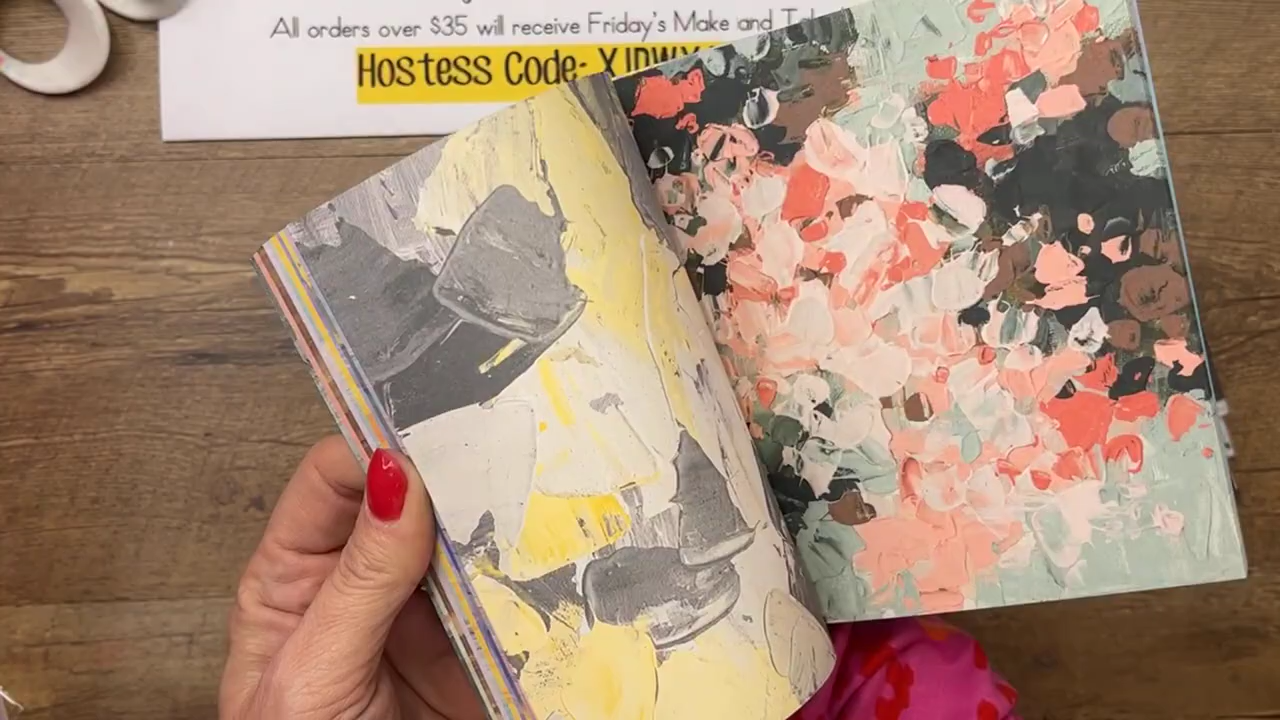 All orders over $35 will receive Friday's Make and
Hostess Code: